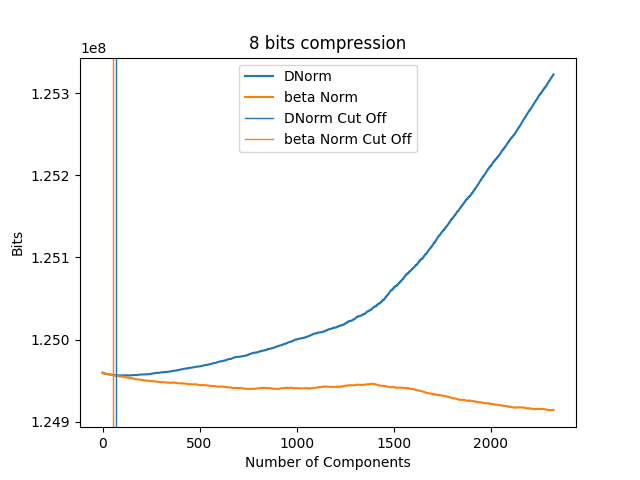 8 bits compression
1e8
DNorm
beta Norm
DNorm Cut Off
beta Norm Cut Off
1.253
1.252
1.251
1.250
1.249
Bits
0 500 1000 1500 2000
Number of Components